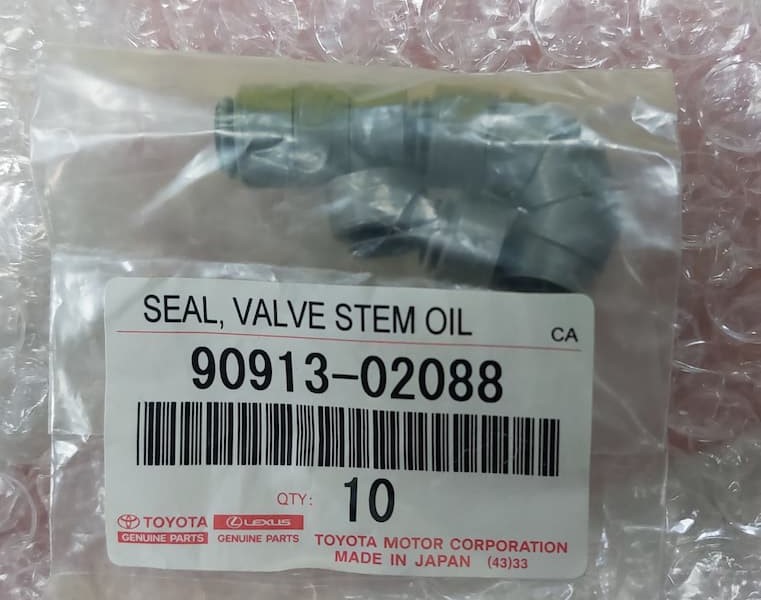 SEAL, VALVE STEM OIL
CA
90913-02088
QTY: 10
TOYOTA LEXUS
GENUINE PARTS GENUINE PARTS
TOYOTA MOTOR CORPORATION
MADE IN JAPAN (43)33